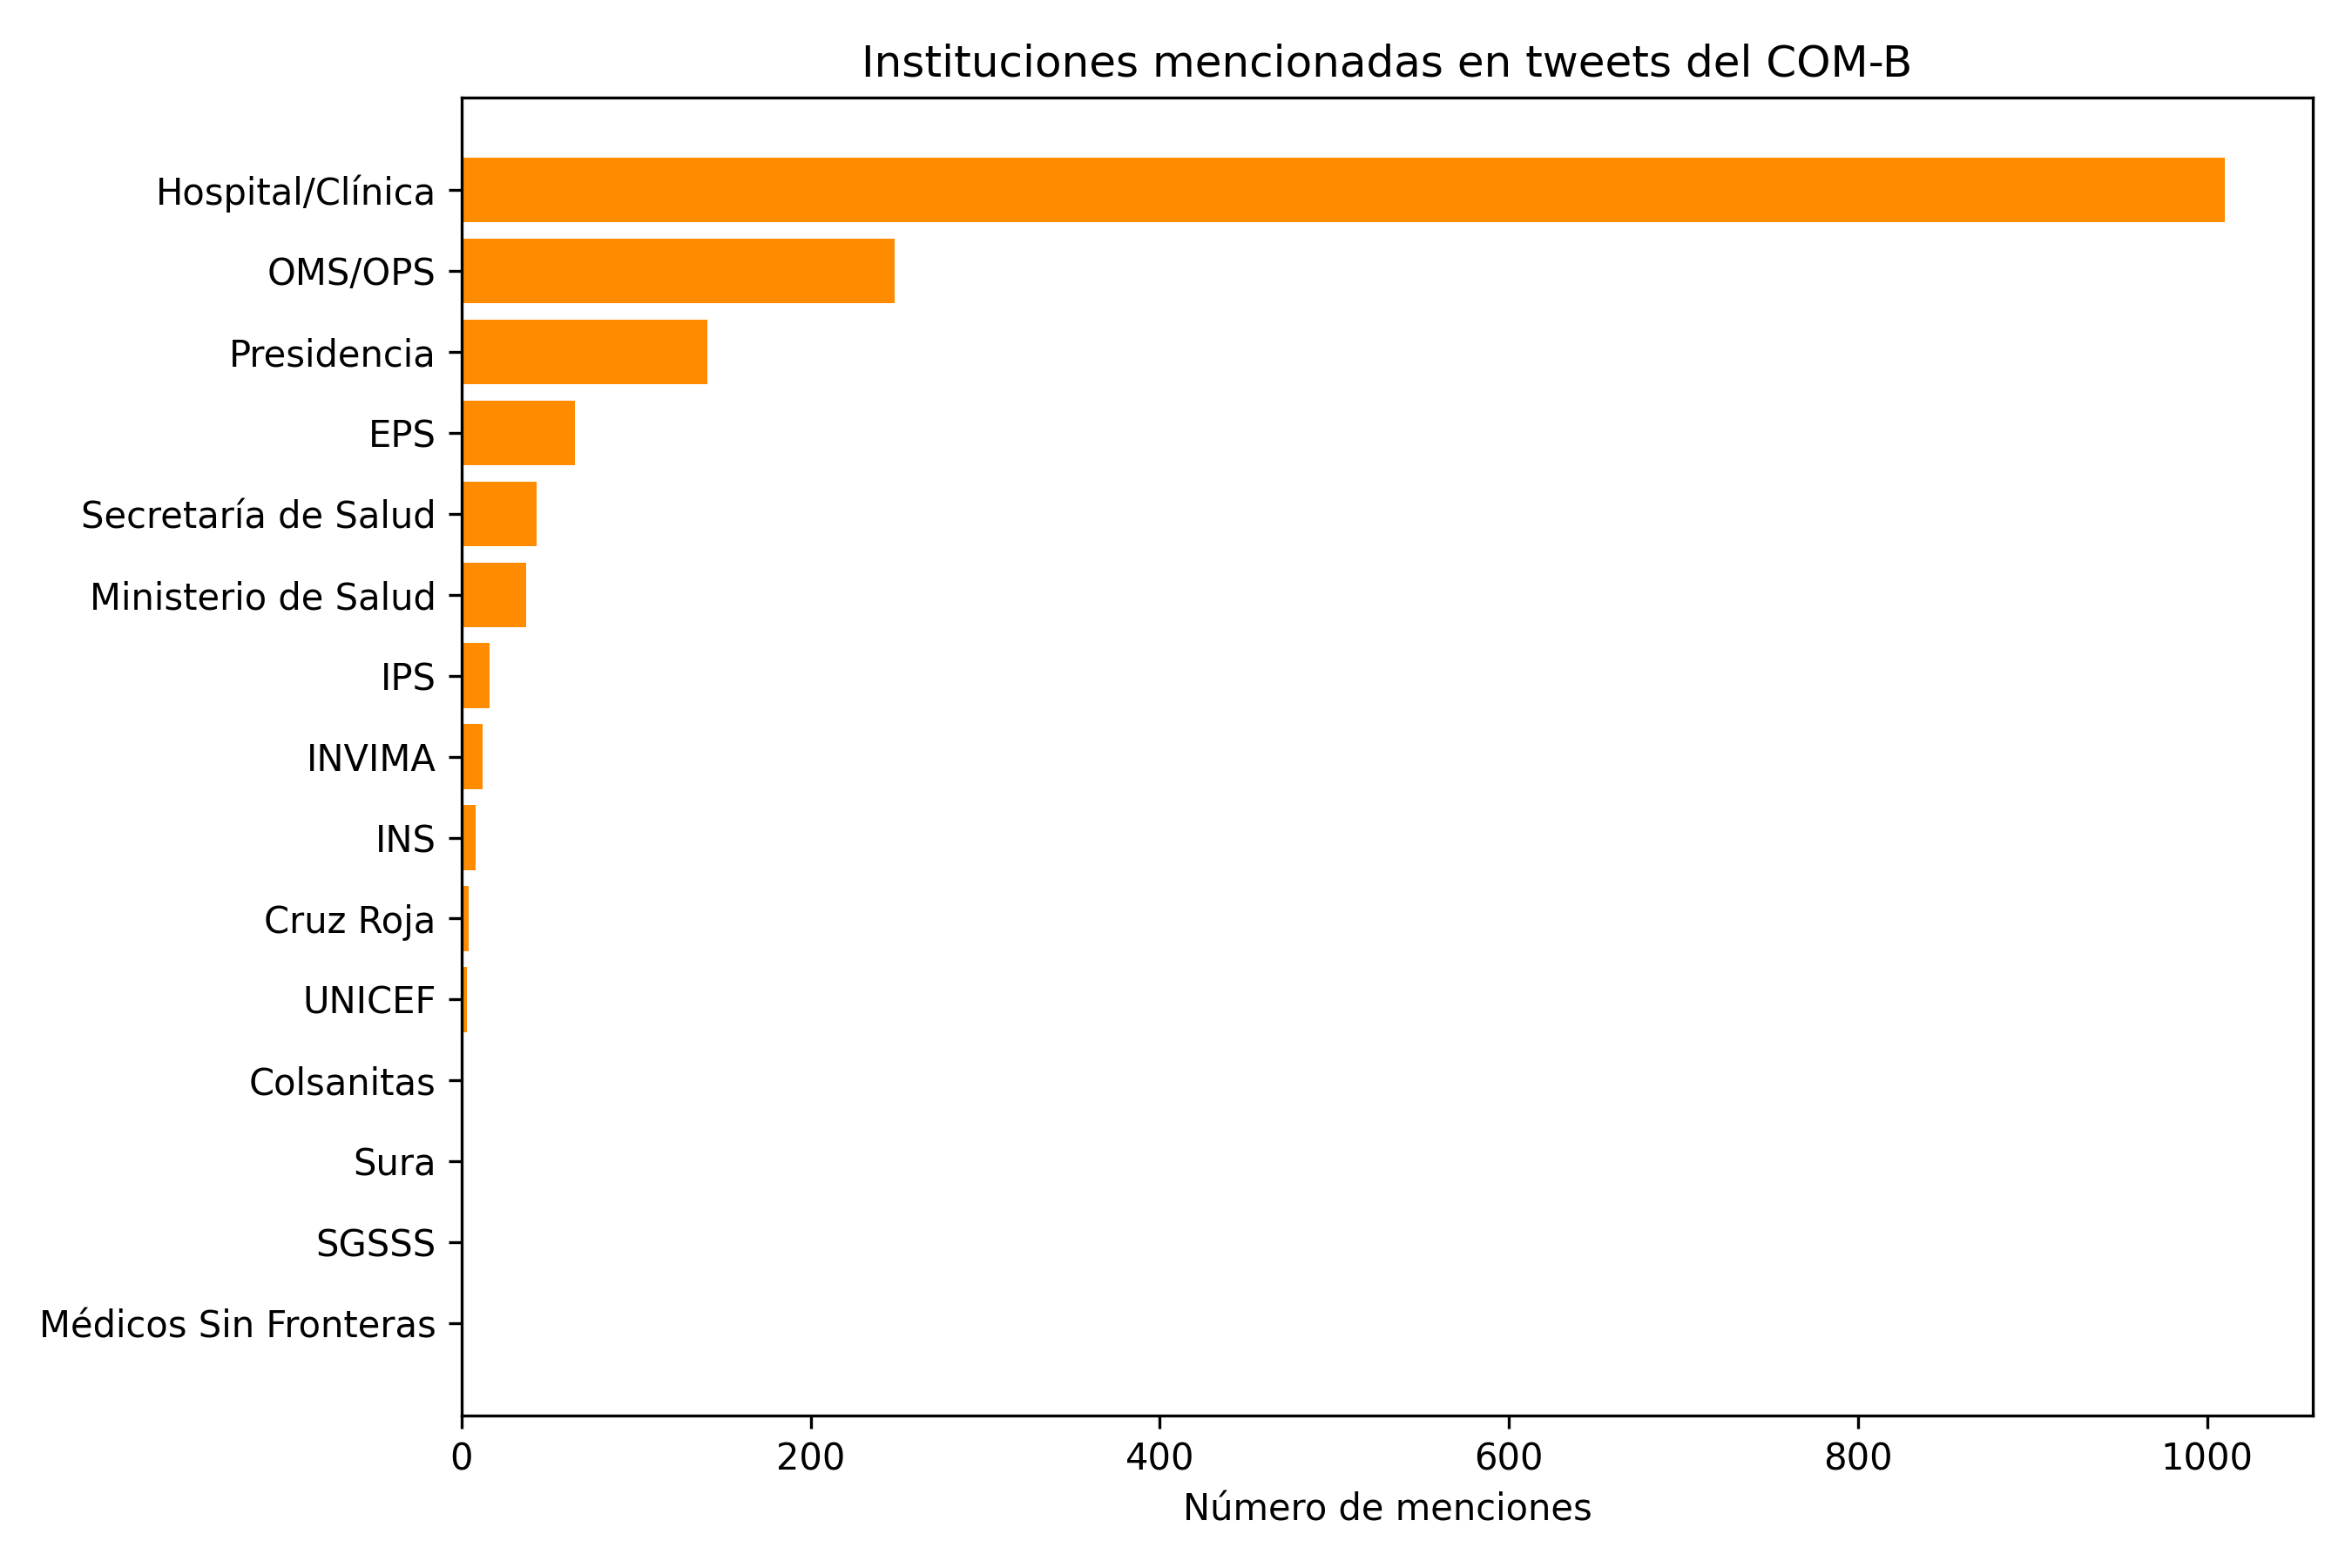 Instituciones mencionadas en tweets del COM-B
Hospital/Clínica
OMS/OPS
Presidencia
EPS
Secretaría de Salud
Ministerio de Salud
IPS
INVIMA
INS
Cruz Roja
UNICEF
Colsanitas
Sura
SGSSS
Médicos Sin Fronteras
0 200 400 600 800 1000
Número de menciones